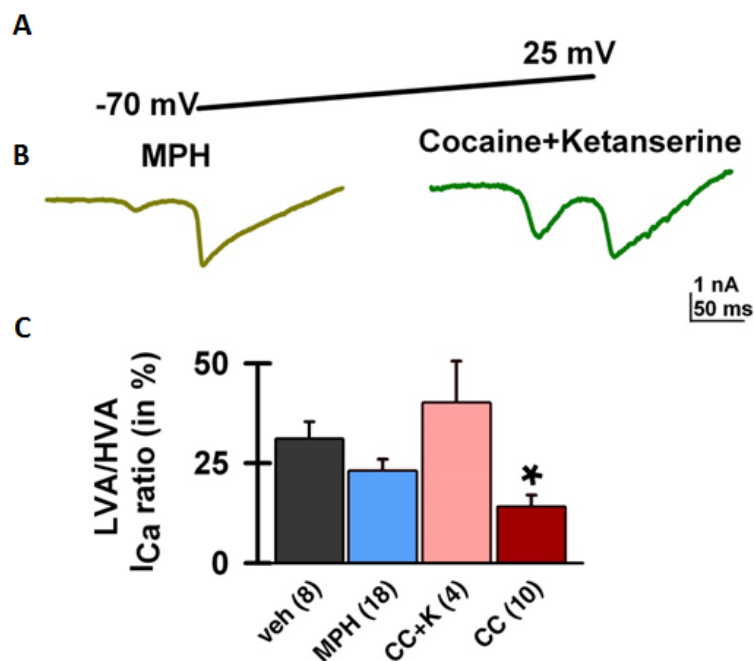 A
25 mV
-70 mV
B
MPH
Cocaine+Ketanserine
1 nA
50 ms
C
LVA/HVA
ICa ratio (in %)
50
25
0
*
veh (8)
MPH (18)
CC+K (4)
CC (10)